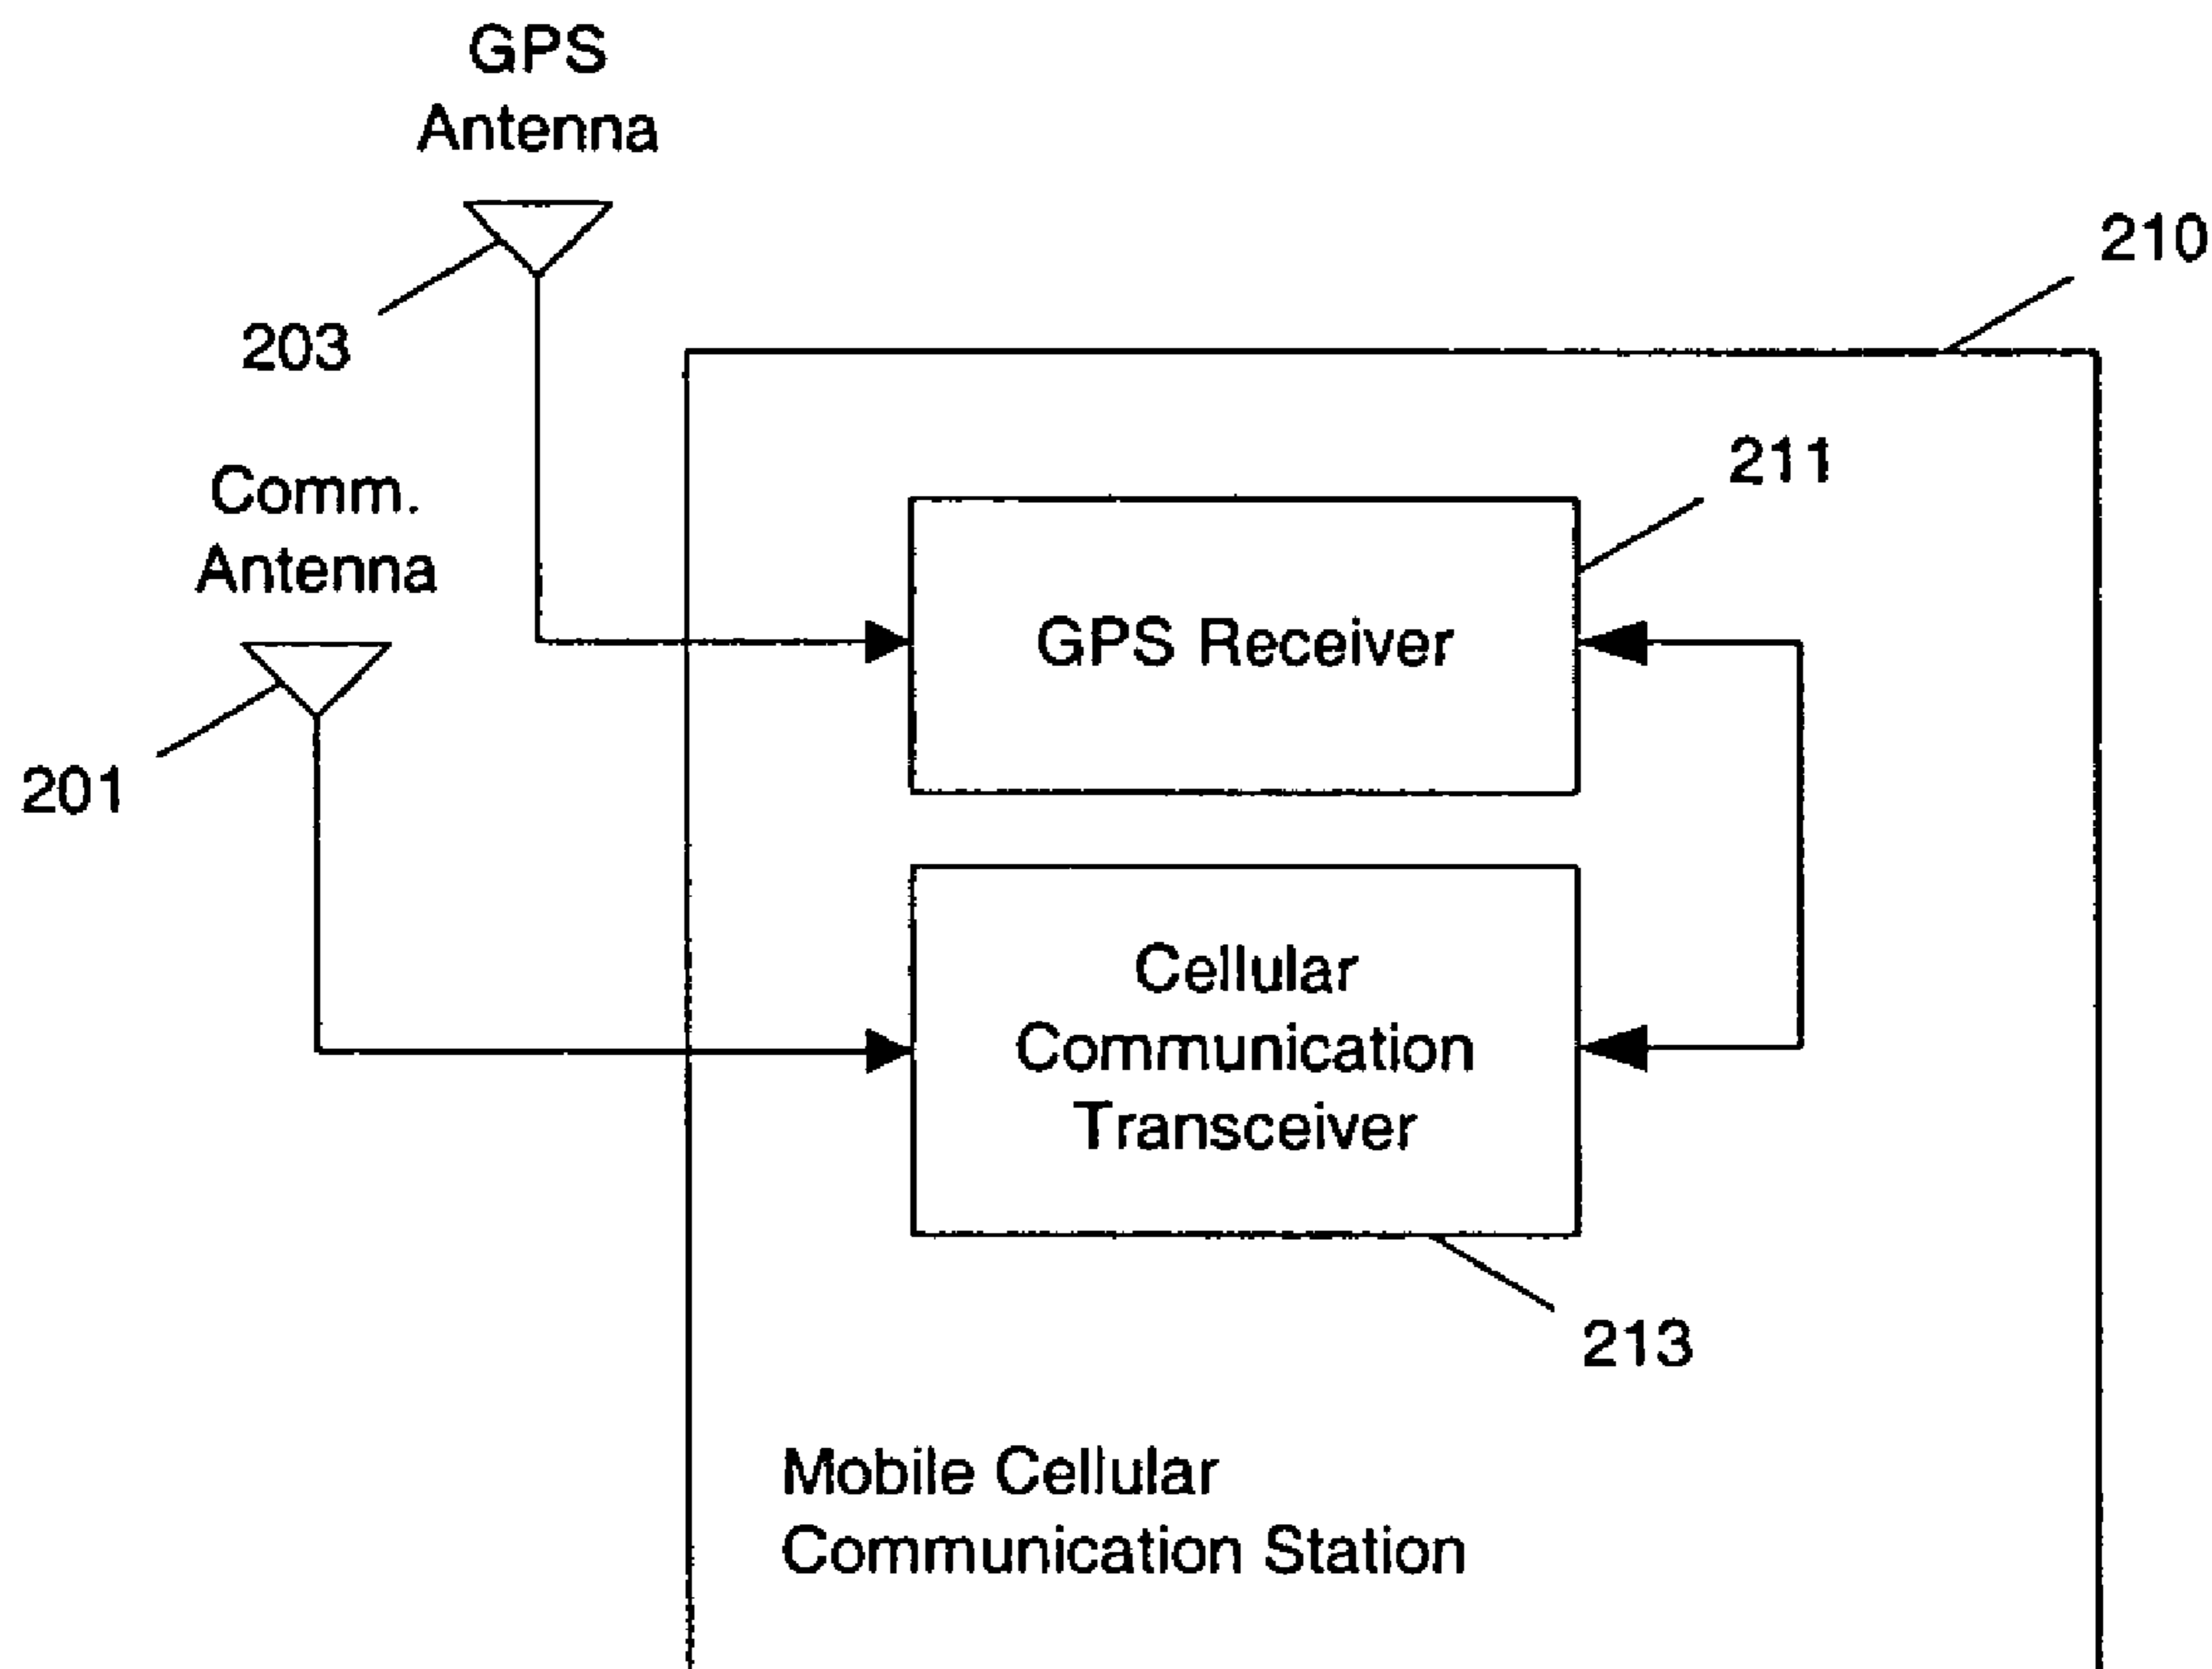 GPS
Antenna
203
210
Comm.
Antenna
211
GPS Receiver
201
Cellular
Communication
Transceiver
213
Mobile Cellular
Communication Station